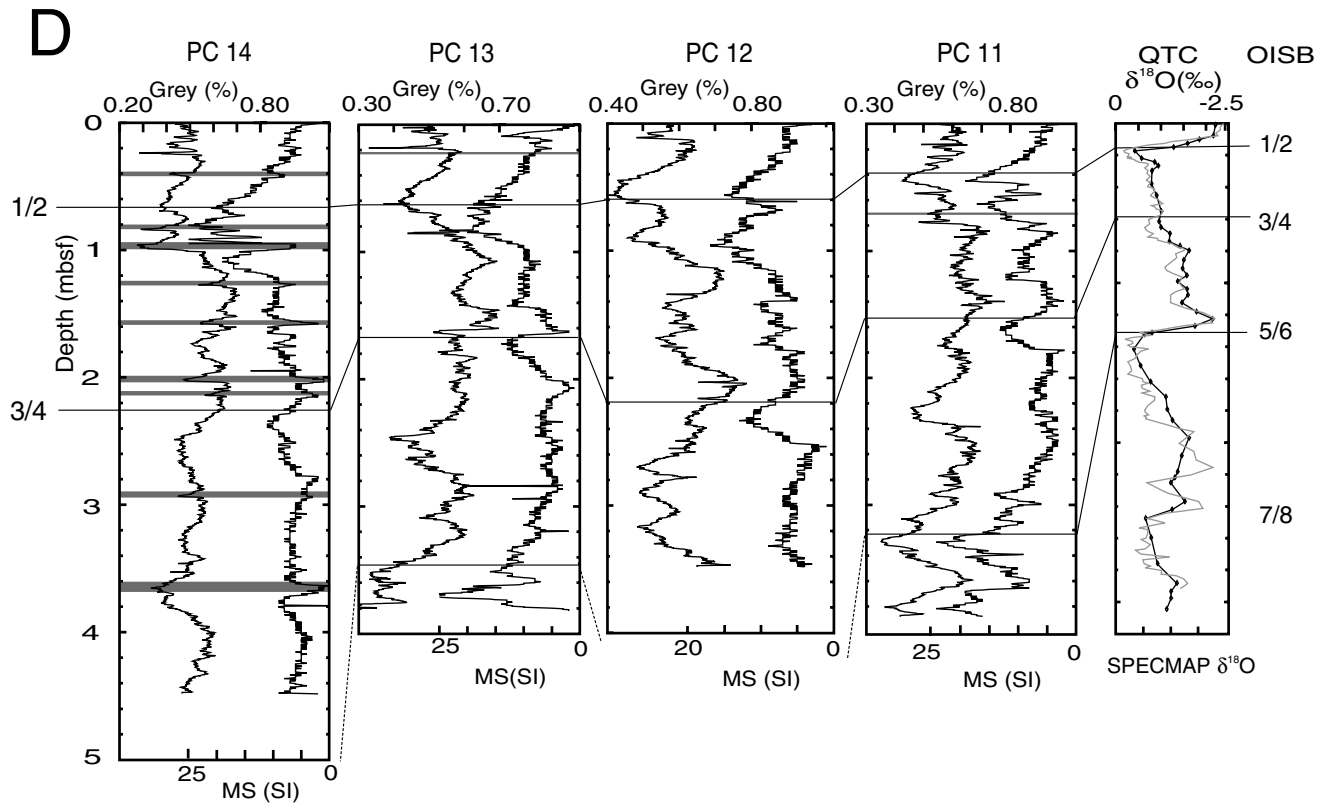 D
PC 14 PC 13 PC 12 PC 11 QTC OISB
δ¹⁸O(‰)
Grey (%) Grey (%) Grey (%) Grey (%)
0.20 0.80 0.30 0.70 0.40 0.80 0.30 0.80 0 -2.5
0
1/2 1/2
1
Depth (mbsf)
2
3/4 3/4
3
5/6
7/8
4
5
25 0 25 0 20 0 25 0
MS (SI) MS(SI) MS (SI) MS (SI)
SPECMAP δ¹⁸O